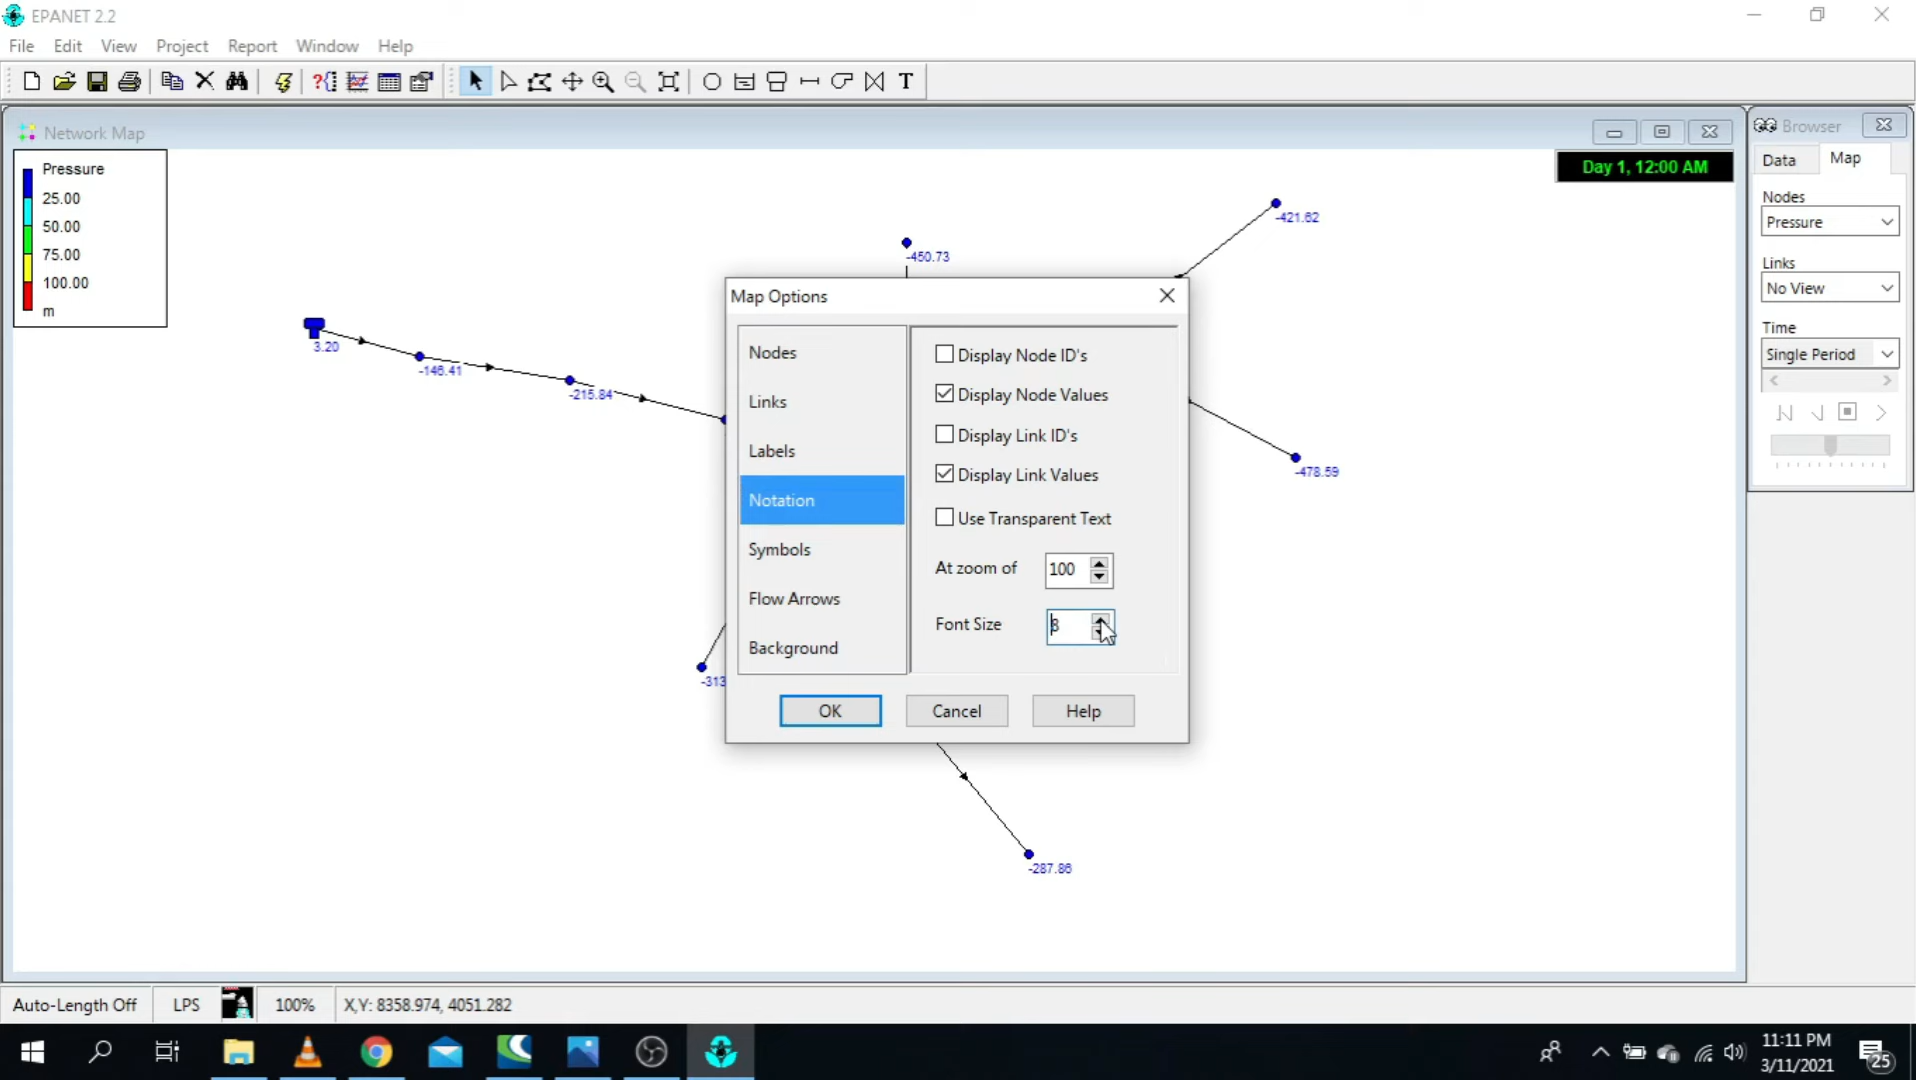 EPANET 2.2
File Edit View Project Report Window Help
T
Network Map
Browser
Data Map
Day 1, 12:00 AM
Pressure
25.00
50.00
75.00
100.00
m
Nodes
Pressure
Links
No View
Time
Single Period
-421.62
-450.73
3.20
-146.41
-215.84
-478.59
-313
-287.86
Map Options
Nodes
Links
Labels
Notation
Symbols
Flow Arrows
Background
Display Node ID's
Display Node Values
Display Link ID's
Display Link Values
Use Transparent Text
At zoom of 100
Font Size 8
OK Cancel Help
Auto-Length Off LPS 100% X,Y: 8358.974, 4051.282
11:11 PM
3/11/2021
25